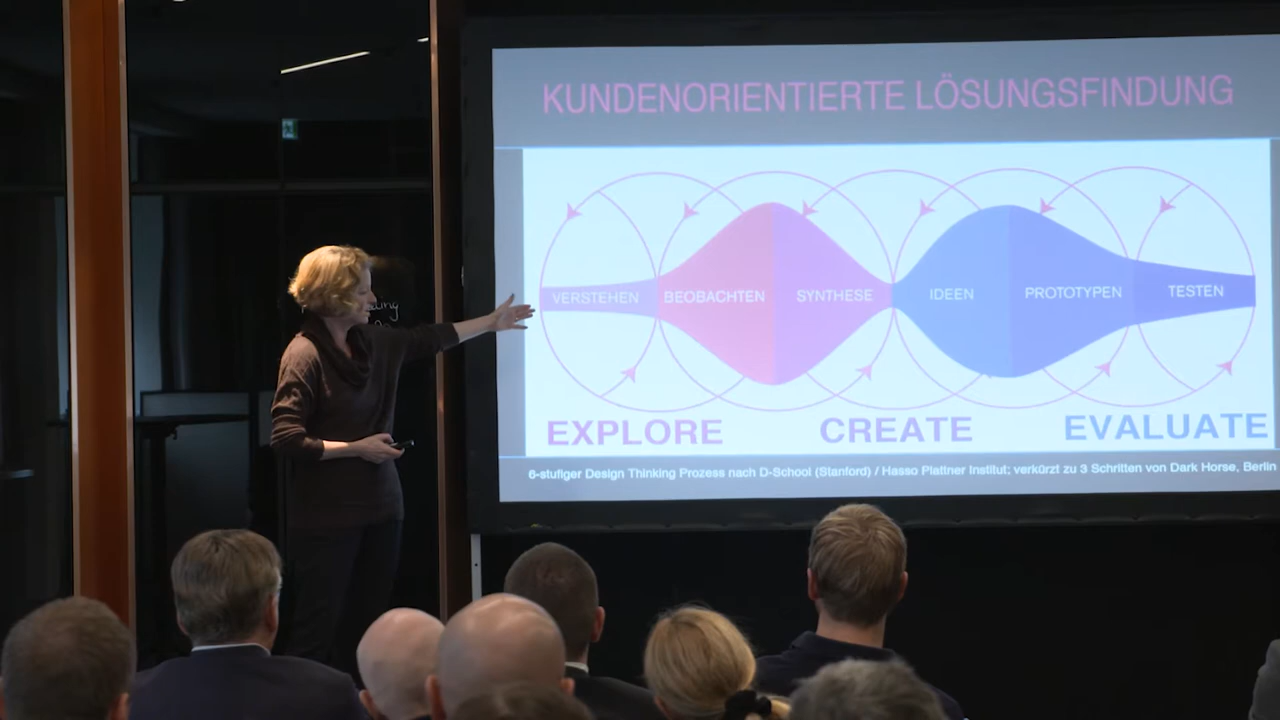 KUNDENORIENTIERTE LÖSUNGSFINDUNG
VERSTEHEN BEOBACHTEN SYNTHESE IDEEN PROTOTYPEN TESTEN
EXPLORE CREATE EVALUATE
6-stufiger Design Thinking Prozess nach D-School (Stanford) / Hasso Plattner Institut; verkürzt zu 3 Schritten von Dark Horse, Berlin